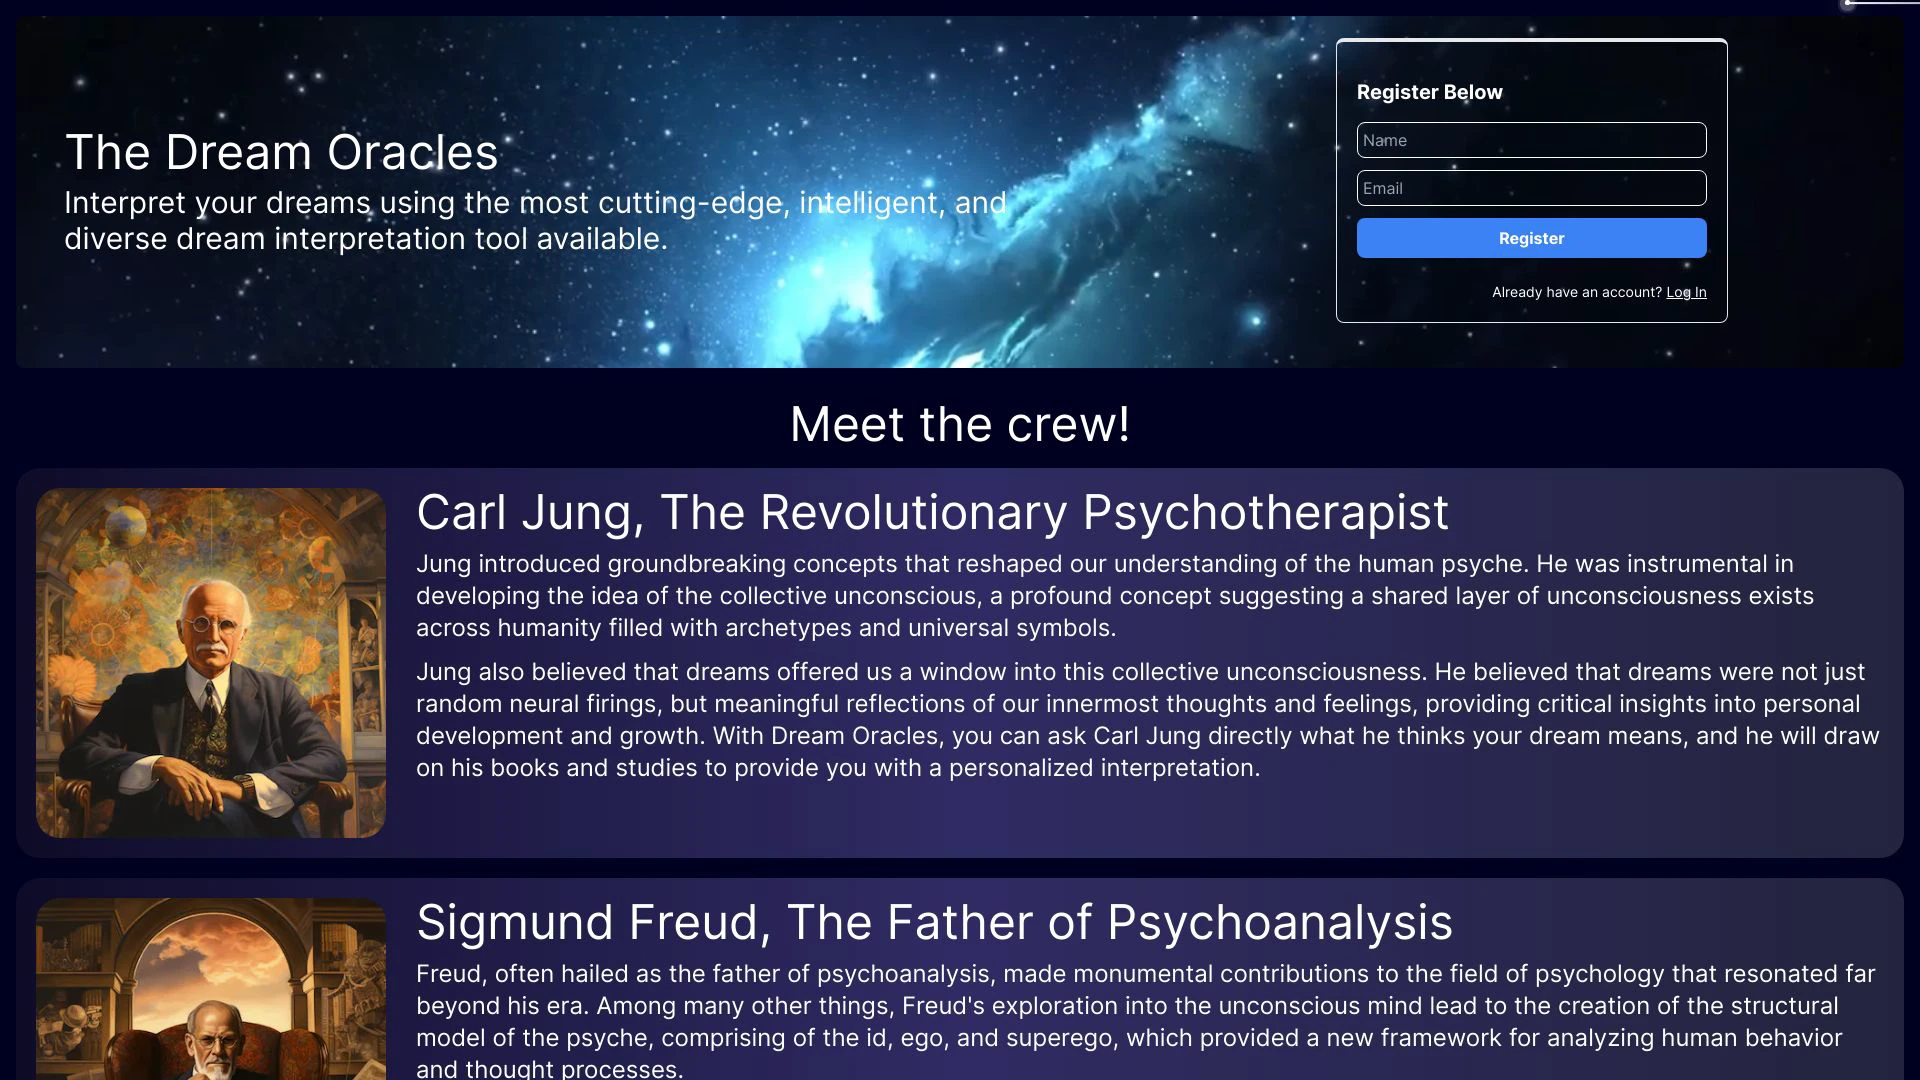 The Dream Oracles
Interpret your dreams using the most cutting-edge, intelligent, and
diverse dream interpretation tool available.
Register Below
Name
Email
Register
Already have an account? Log In
Meet the crew!
Carl Jung, The Revolutionary Psychotherapist
Jung introduced groundbreaking concepts that reshaped our understanding of the human psyche. He was instrumental in
developing the idea of the collective unconscious, a profound concept suggesting a shared layer of unconsciousness exists
across humanity filled with archetypes and universal symbols.
Jung also believed that dreams offered us a window into this collective unconsciousness. He believed that dreams were not just
random neural firings, but meaningful reflections of our innermost thoughts and feelings, providing critical insights into personal
development and growth. With Dream Oracles, you can ask Carl Jung directly what he thinks your dream means, and he will draw
on his books and studies to provide you with a personalized interpretation.
Sigmund Freud, The Father of Psychoanalysis
Freud, often hailed as the father of psychoanalysis, made monumental contributions to the field of psychology that resonated far
beyond his era. Among many other things, Freud's exploration into the unconscious mind lead to the creation of the structural
model of the psyche, comprising of the id, ego, and superego, which provided a new framework for analyzing human behavior
and thought processes.